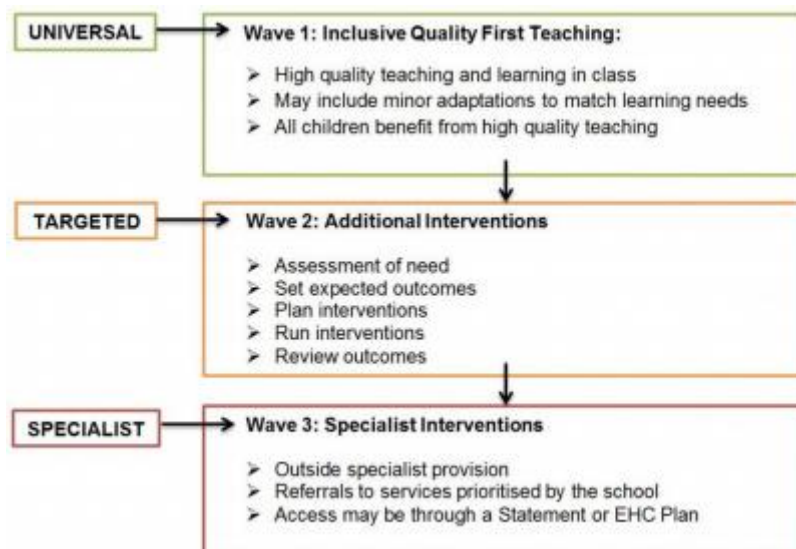 UNIVERSAL
Wave 1: Inclusive Quality First Teaching:
➢ High quality teaching and learning in class
➢ May include minor adaptations to match learning needs
➢ All children benefit from high quality teaching
TARGETED
Wave 2: Additional Interventions
➢ Assessment of need
➢ Set expected outcomes
➢ Plan interventions
➢ Run interventions
➢ Review outcomes
SPECIALIST
Wave 3: Specialist Interventions
➢ Outside specialist provision
➢ Referrals to services prioritised by the school
➢ Access may be through a Statement or EHC Plan